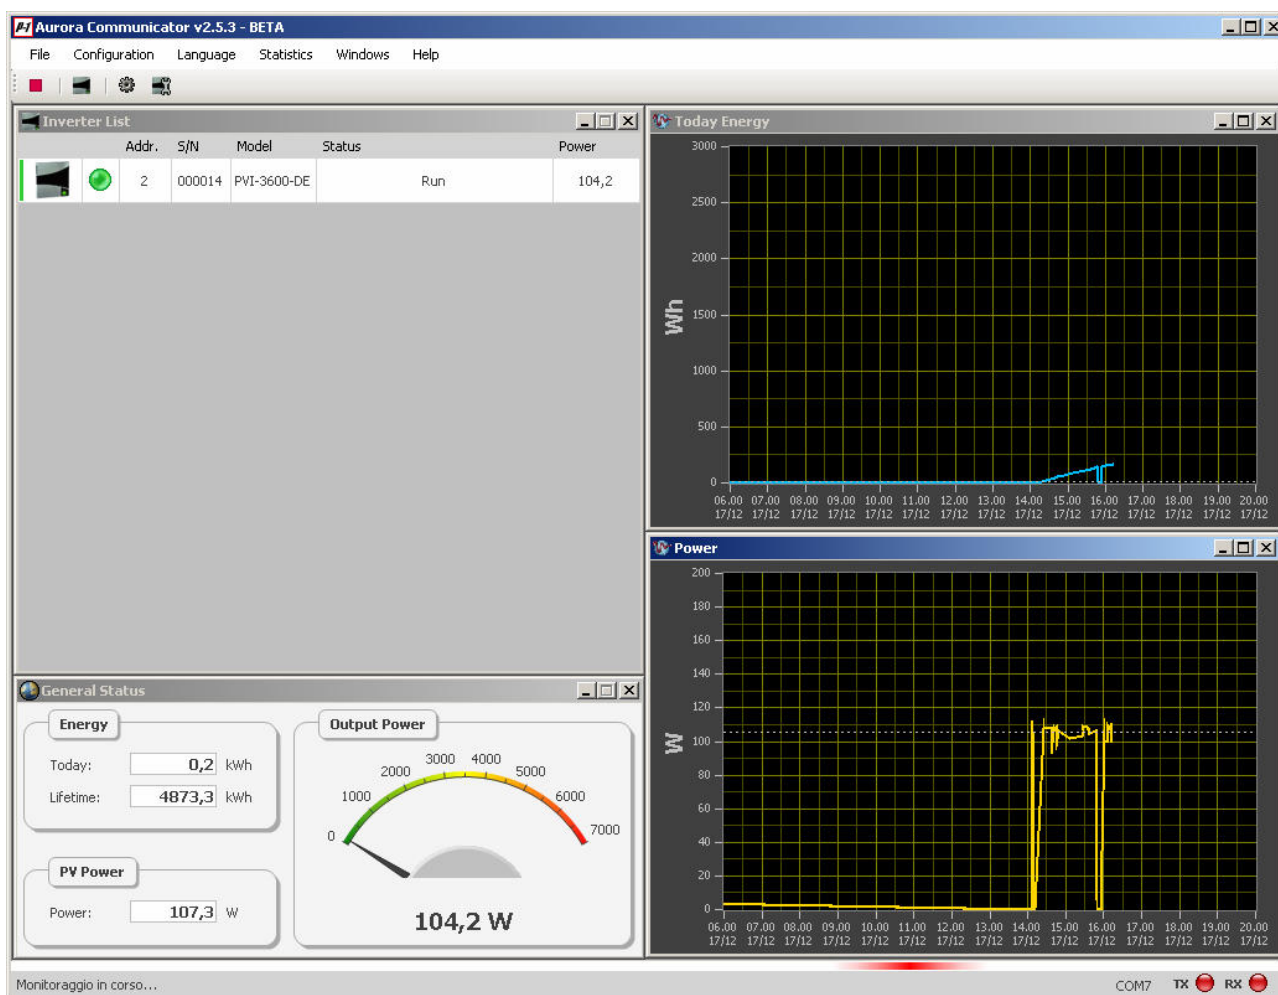 Aurora Communicator v2.5.3 - BETA
File Configuration Language Statistics Windows Help
Inverter List
Addr. S/N Model Status Power
2 000014 PVI-3600-DE Run 104,2
General Status
Energy
Today: 0,2 kWh
Lifetime: 4873,3 kWh
PV Power
Power: 107,3 W
Output Power
0 1000 2000 3000 4000 5000 6000 7000
104,2 W
Today Energy
Wh
3000
2500
2000
1500
1000
500
0
06.00 07.00 08.00 09.00 10.00 11.00 12.00 13.00 14.00 15.00 16.00 17.00 18.00 19.00 20.00
17/12 17/12 17/12 17/12 17/12 17/12 17/12 17/12 17/12 17/12 17/12 17/12 17/12 17/12 17/12
Power
W
200
180
160
140
120
100
80
60
40
20
0
06.00 07.00 08.00 09.00 10.00 11.00 12.00 13.00 14.00 15.00 16.00 17.00 18.00 19.00 20.00
17/12 17/12 17/12 17/12 17/12 17/12 17/12 17/12 17/12 17/12 17/12 17/12 17/12 17/12 17/12
Monitoraggio in corso... COM7 TX RX